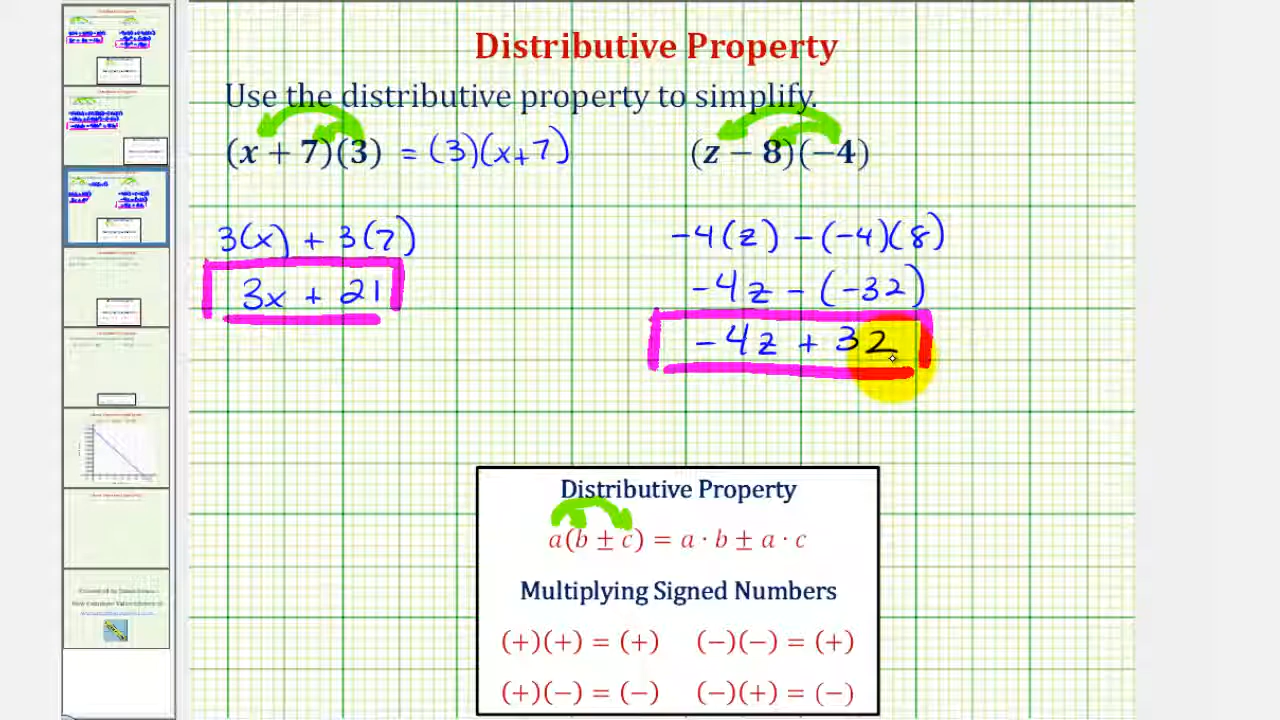 Distributive Property
Use the distributive property to simplify.
(x + 7)(3) = (3)(x+7)
3(x) + 3(7)
3x + 21
(z − 8)(−4)
-4(z) - (-4)(8)
-4z - (-32)
-4z + 32
Distributive Property
a(b ± c) = a · b ± a · c
Multiplying Signed Numbers
(+)(+) = (+) (−)(−) = (+)
(+)(−) = (−) (−)(+) = (−)